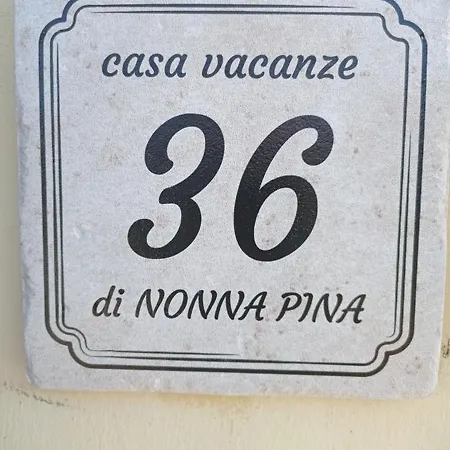 casa vacanze
36
di NONNA PINA